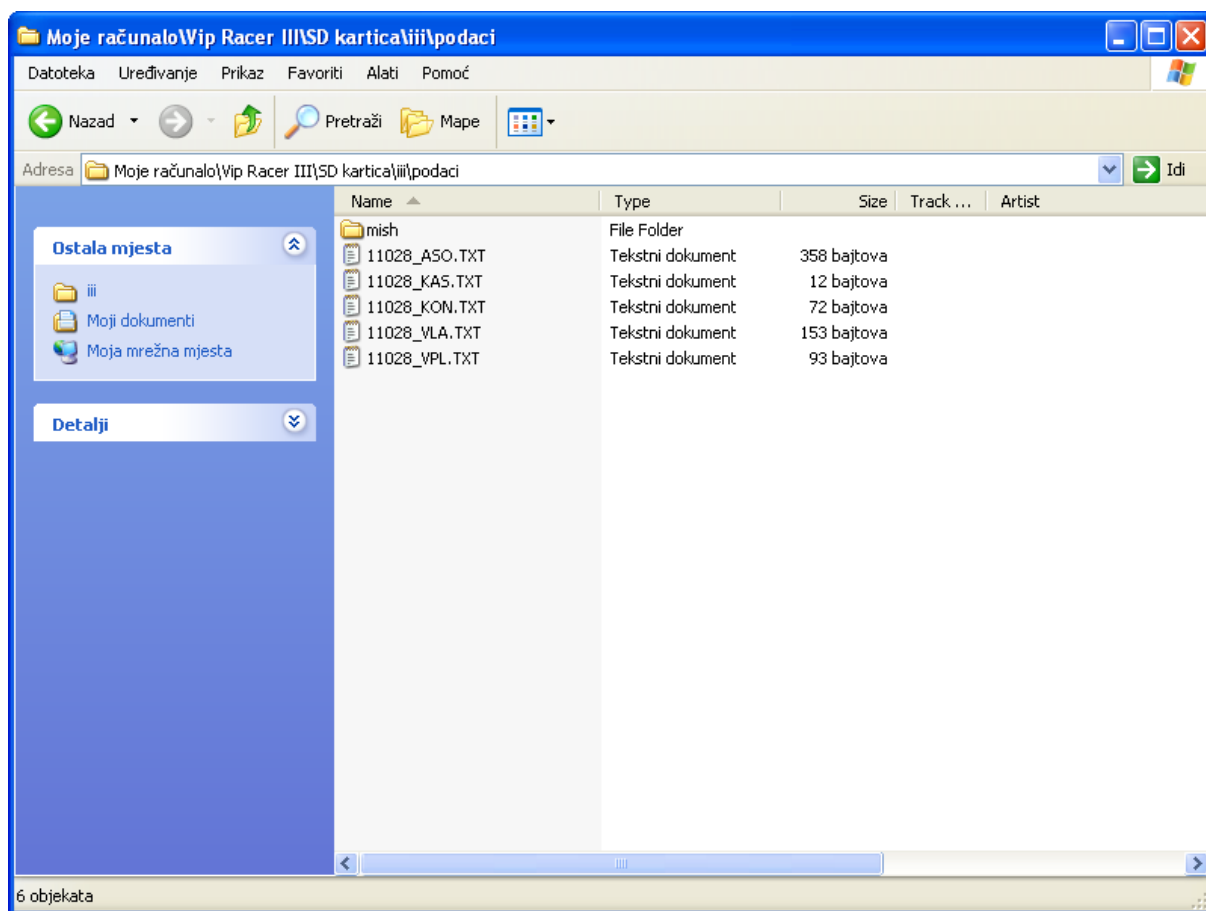 Moje računalo\Vip Racer III\SD kartica\iii\podaci
Datoteka Uređivanje Prikaz Favoriti Alati Pomoć
Nazad Pretraži Mape
Adresa Moje računalo\Vip Racer III\SD kartica\iii\podaci Idi
Name Type Size Track ... Artist
Ostala mjesta
iii
Moji dokumenti
Moja mrežna mjesta
Detalji
mish File Folder
11028_ASO.TXT Tekstni dokument 358 bajtova
11028_KAS.TXT Tekstni dokument 12 bajtova
11028_KON.TXT Tekstni dokument 72 bajtova
11028_VLA.TXT Tekstni dokument 153 bajtova
11028_VPL.TXT Tekstni dokument 93 bajtova
6 objekata